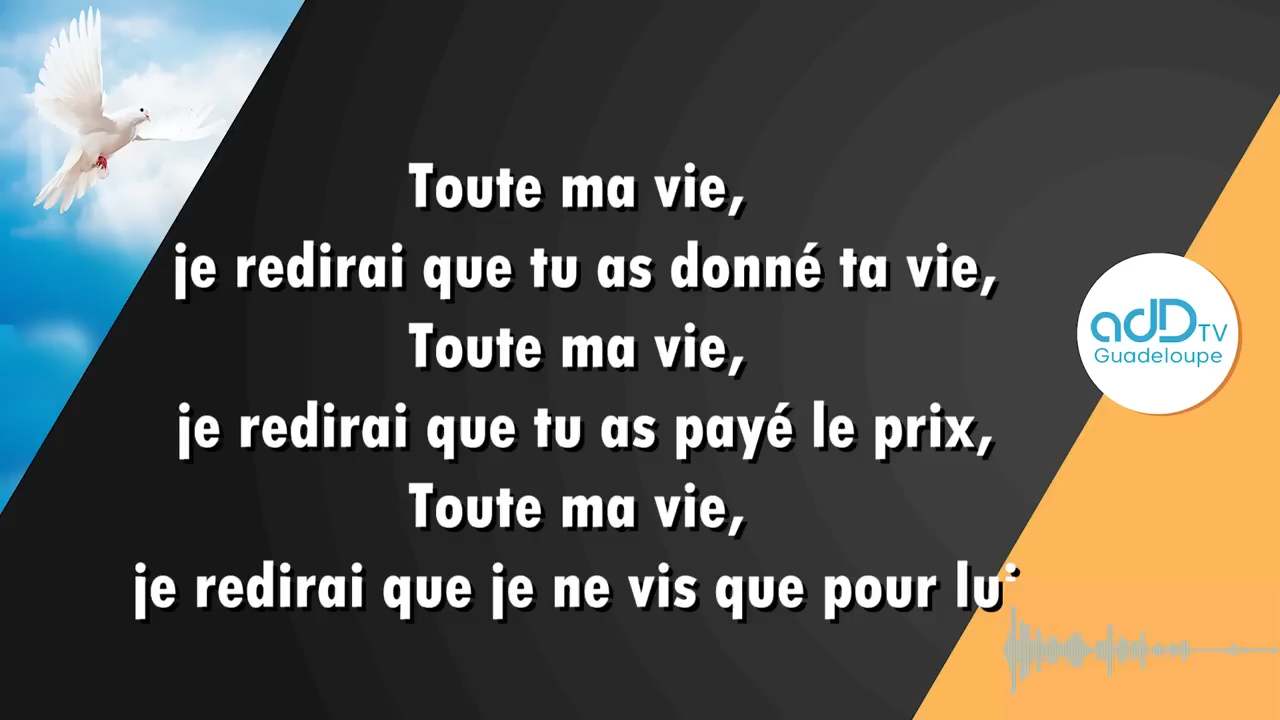 Toute ma vie,
je redirai que tu as donné ta vie,
Toute ma vie,
je redirai que tu as payé le prix,
Toute ma vie,
je redirai que je ne vis que pour lui
adD TV
Guadeloupe